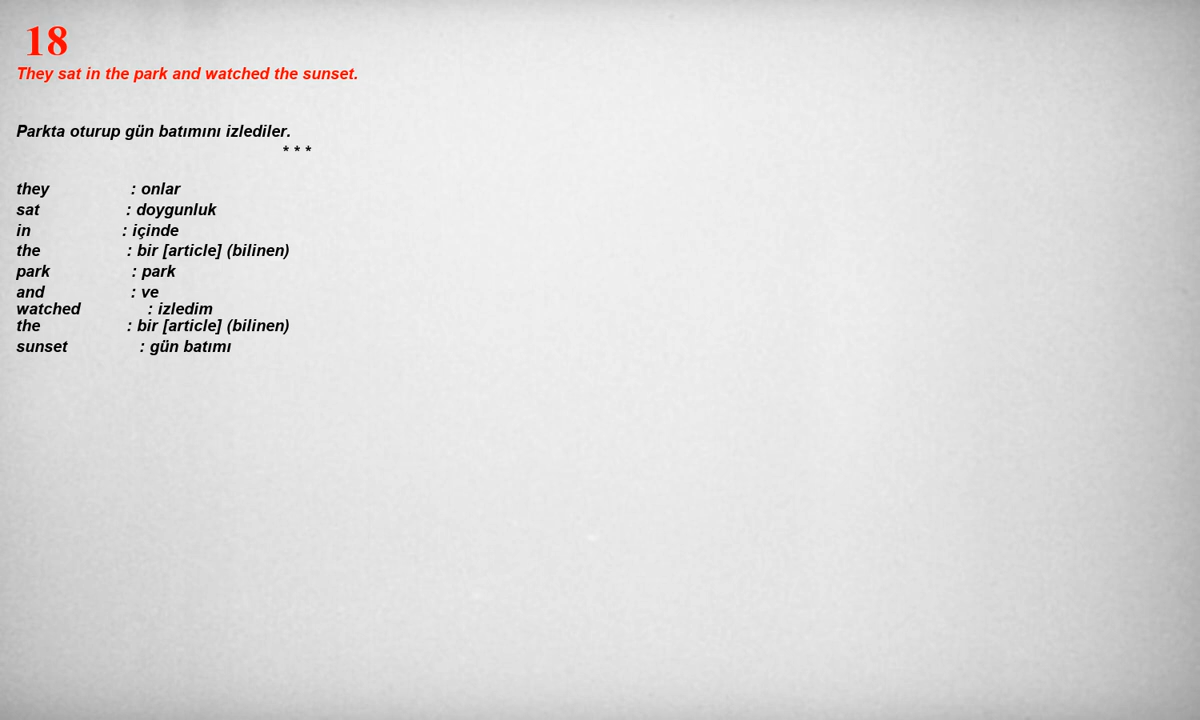 18
They sat in the park and watched the sunset.
Parkta oturup gün batımını izlediler.
* * *
they : onlar
sat : doygunluk
in : içinde
the : bir [article] (bilinen)
park : park
and : ve
watched : izledim
the : bir [article] (bilinen)
sunset : gün batımı